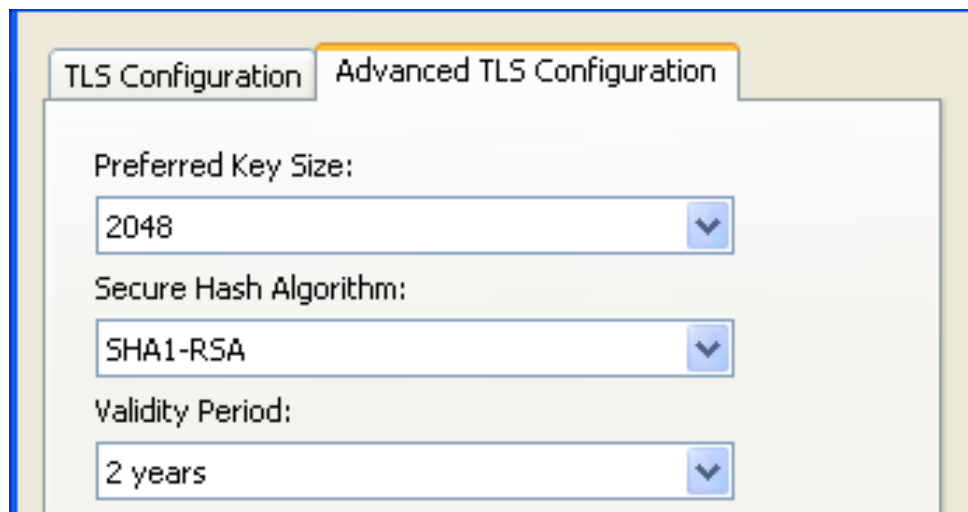 TLS Configuration
Advanced TLS Configuration
Preferred Key Size:
2048
Secure Hash Algorithm:
SHA1-RSA
Validity Period:
2 years